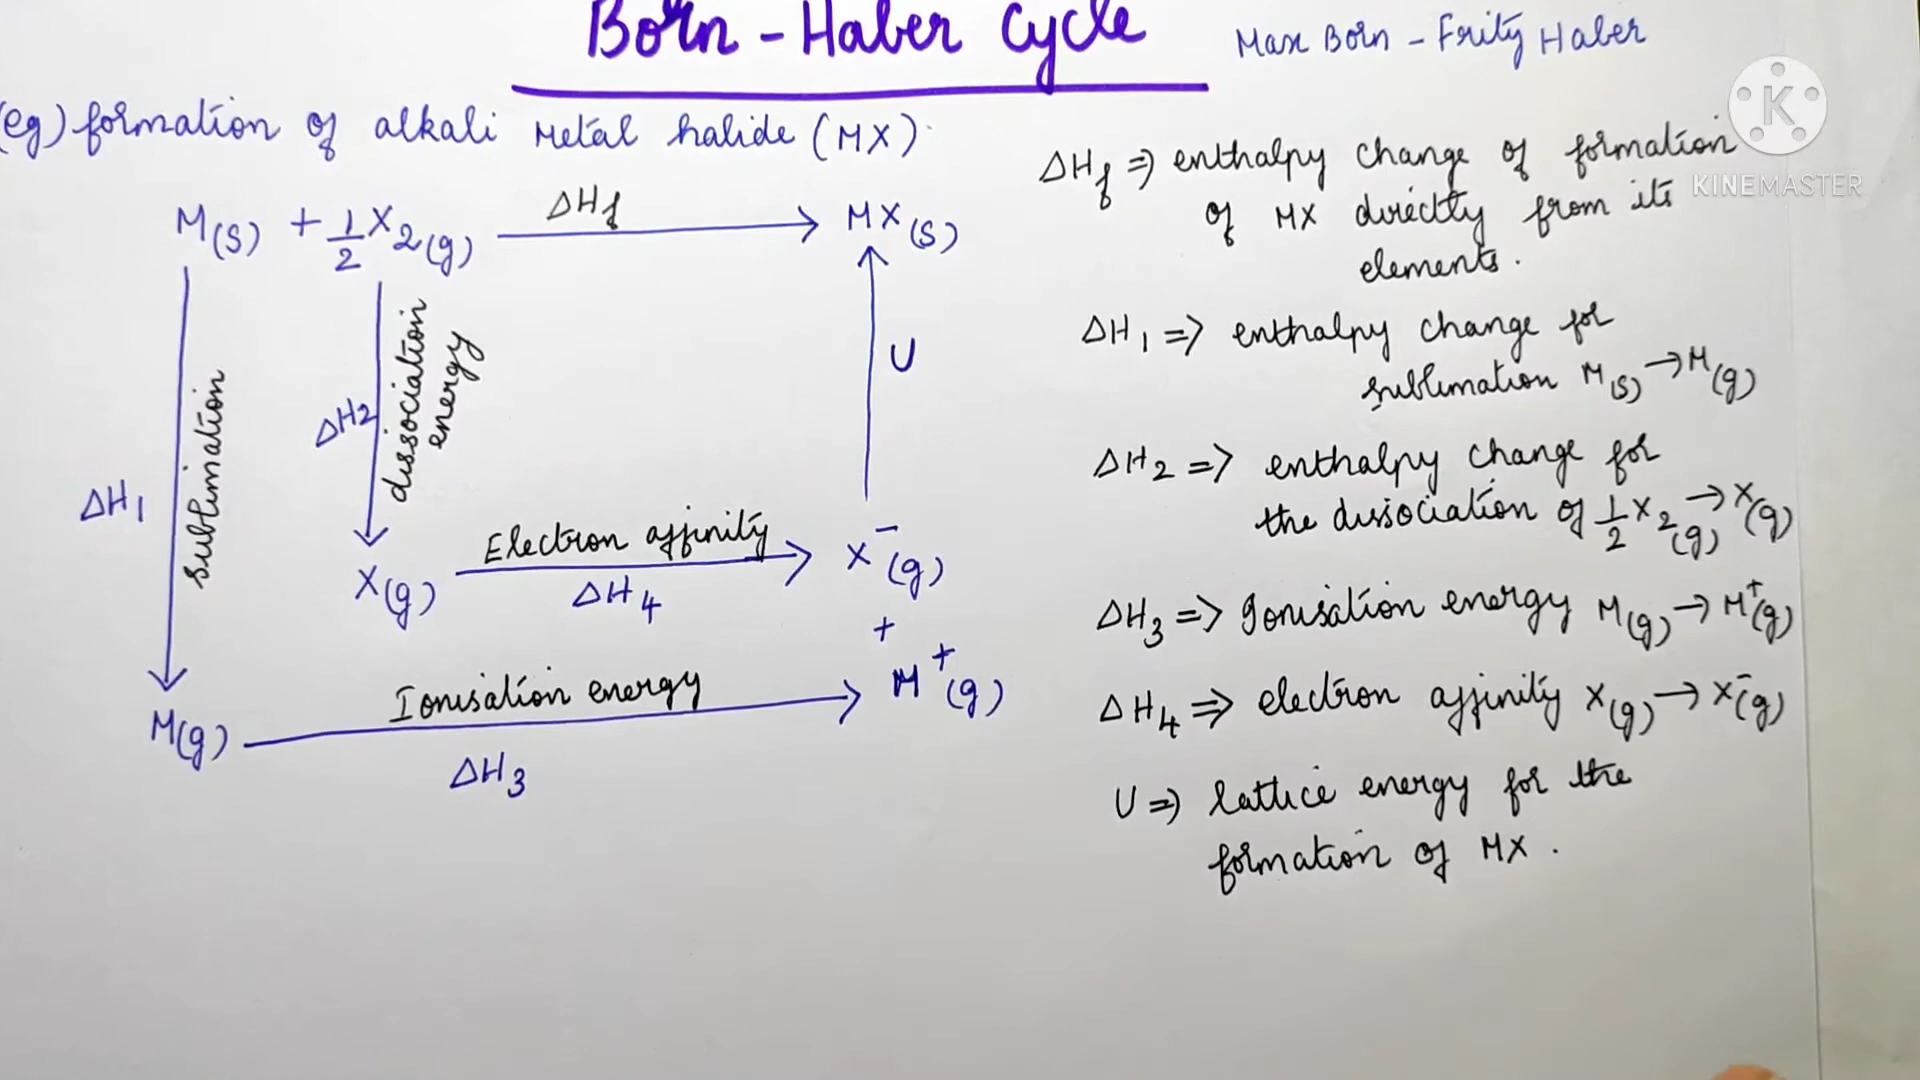 Born - Haber Cycle
Max Born - Frity Haber
(eg) formation of alkali Metal halide (MX).
M(s) + 1/2 X2(g) ΔHf → MX(s)
ΔH1 sublimation
ΔH2 dissociation energy
U
X(g) Electron affinity → X⁻(g)
ΔH4
+
M(g) Ionisation energy → M⁺(g)
ΔH3
ΔHf => enthalpy change of formation
of MX directly from its
elements.
ΔH1 => enthalpy change for
sublimation M(s) → M(g)
ΔH2 => enthalpy change for
the dissociation of 1/2 X2(g) → X(g)
ΔH3 => Ionisation energy M(g) → M⁺(g)
ΔH4 => electron affinity X(g) → X⁻(g)
U => lattice energy for the
formation of MX.
K
KINEMASTER